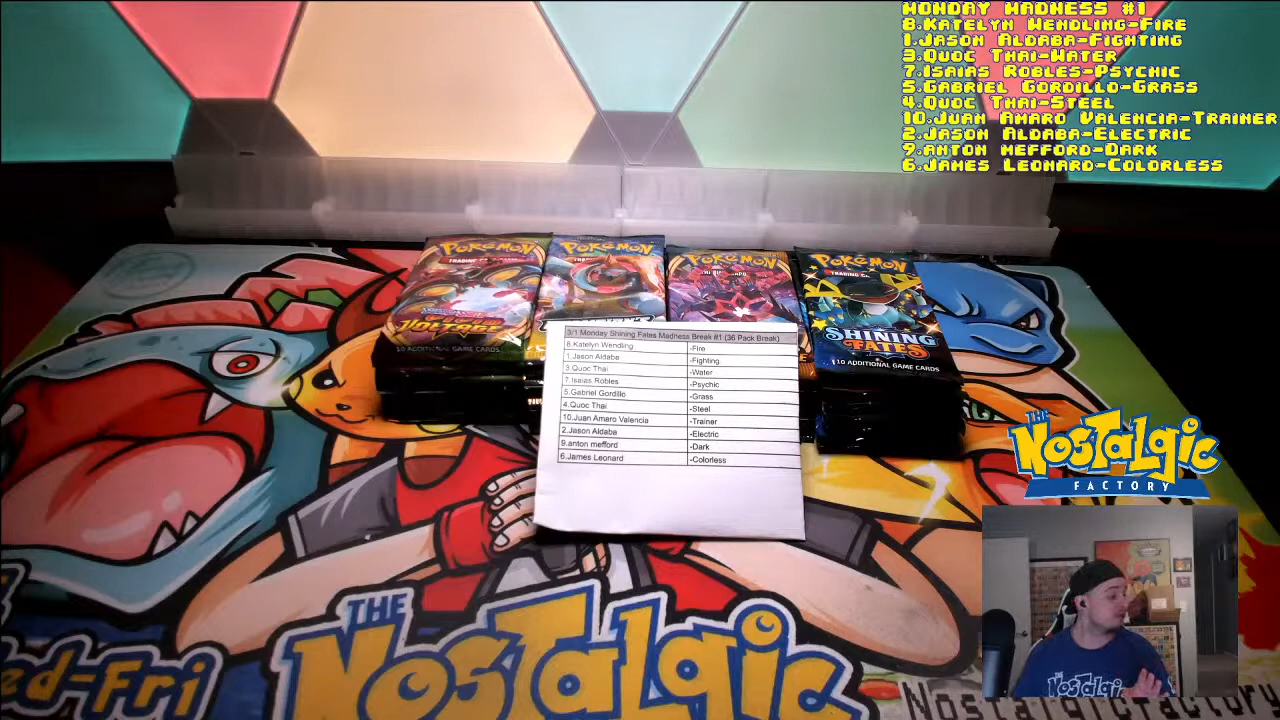 MONDAY MADNESS #1
8.KATELYN WENDLING-FIRE
1.JASON ALDABA-FIGHTING
3.QUOC THAI-WATER
7.ISAIAS ROBLES-PSYCHIC
5.GABRIEL GORDILLO-GRASS
4.QUOC THAI-STEEL
10.JUAN AMARO VALENCIA-TRAINER
2.JASON ALDABA-ELECTRIC
9.ANTON MEFFORD-DARK
6.JAMES LEONARD-COLORLESS
POKÉMON
VOLTAGE
10 ADDITIONAL GAME CARDS
POKÉMON
POKÉMON
POKÉMON
SHINING FATES
10 ADDITIONAL GAME CARDS
3/1 Monday Shining Fates Madness Break #1 (36 Pack Break)
8.Katelyn Wendling -Fire
1.Jason Aldaba -Fighting
3.Quoc Thai -Water
7.Isaias Robles -Psychic
5.Gabriel Gordillo -Grass
4.Quoc Thai -Steel
10.Juan Amaro Valencia -Trainer
2.Jason Aldaba -Electric
9.anton mefford -Dark
6.James Leonard -Colorless
THE
NOSTALGIC
FACTORY
THE
NOSTALGIC
ed-Fri
Nostalgicfactory